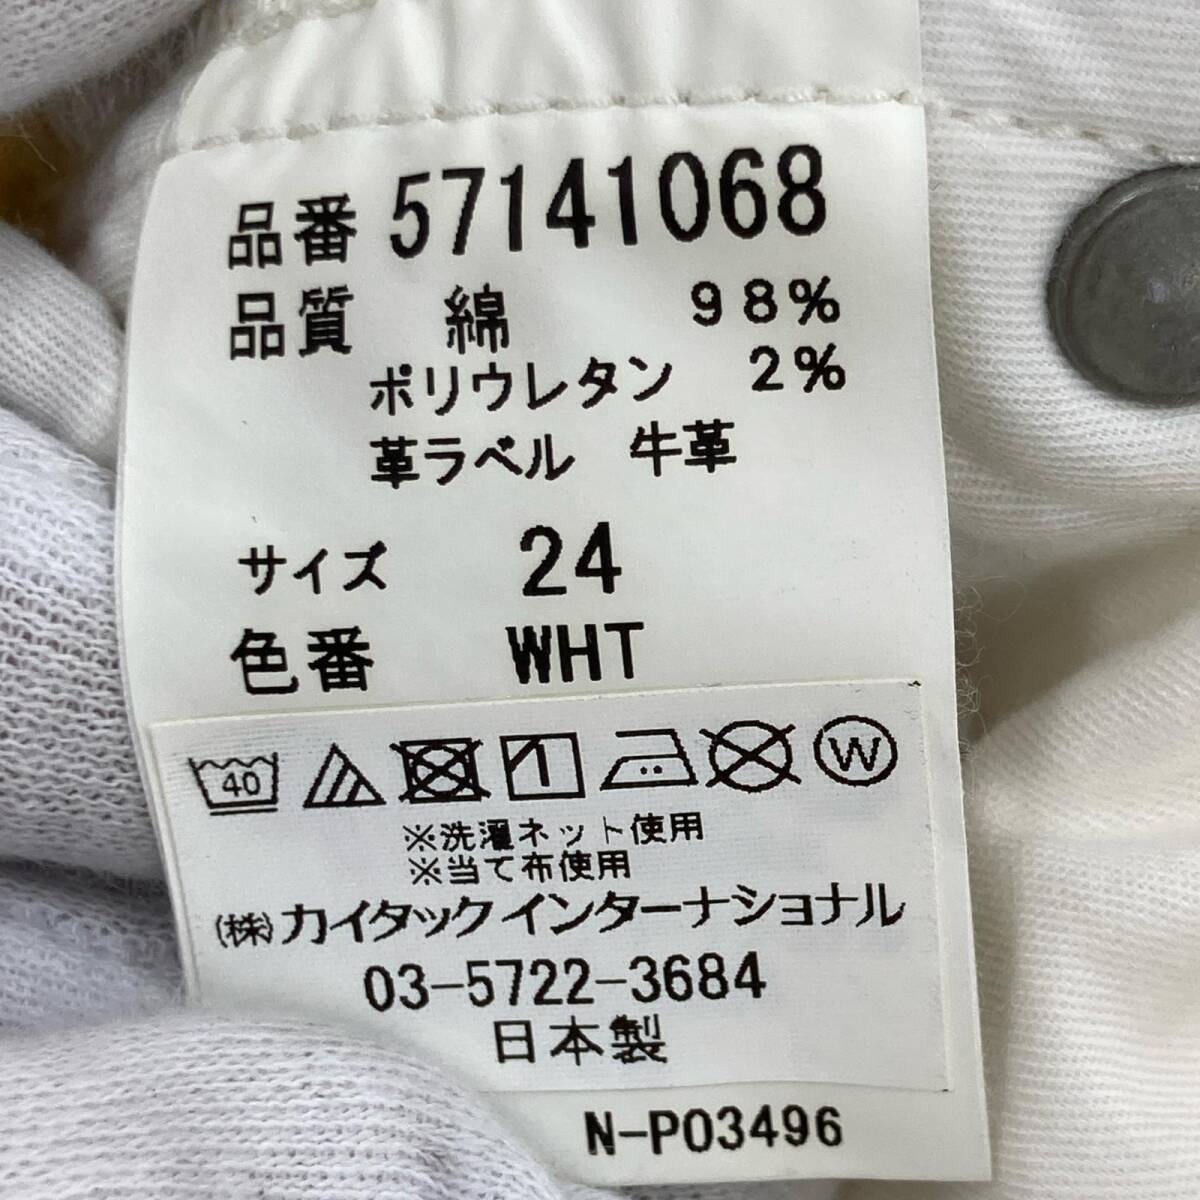 品番 57141068
品質 綿 98%
ポリウレタン 2%
革ラベル 牛革
サイズ 24
色番 WHT
40 W
※洗濯ネット使用
※当て布使用
(株)カイタックインターナショナル
03-5722-3684
日本製
N-P03496